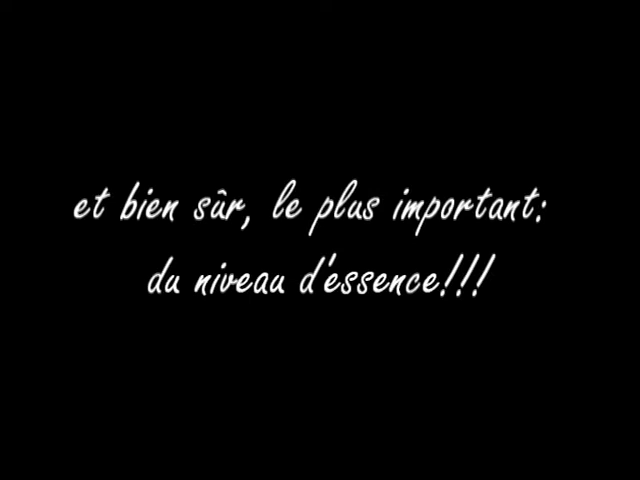 et bien sûr, le plus important:
du niveau d'essence!!!